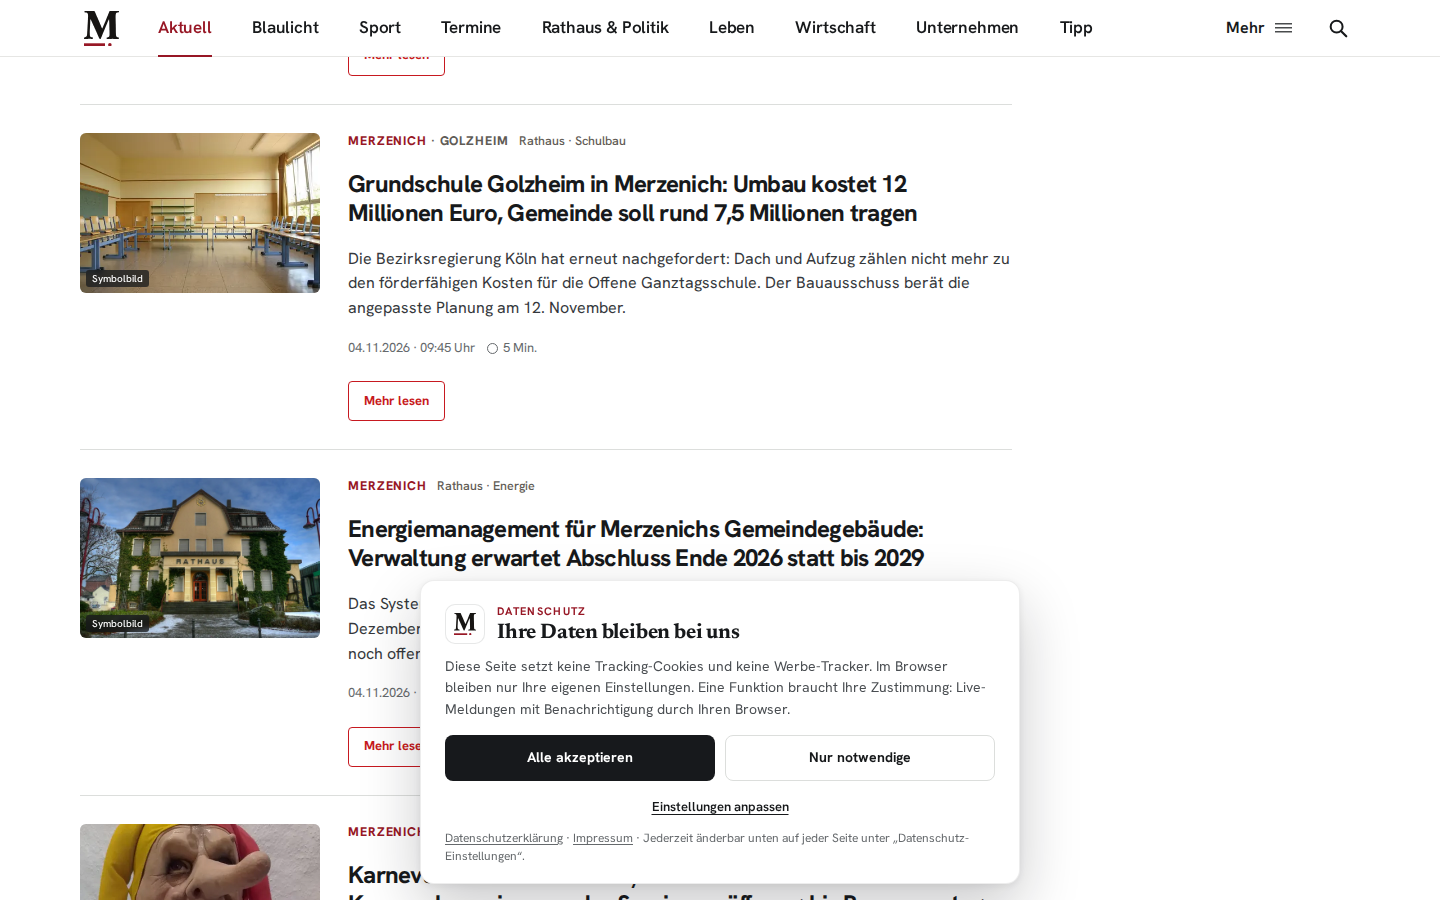 M
Aktuell Blaulicht Sport Termine Rathaus & Politik Leben Wirtschaft Unternehmen Tipp Mehr
Mehr lesen
MERZENICH · GOLZHEIM Rathaus · Schulbau
Grundschule Golzheim in Merzenich: Umbau kostet 12
Millionen Euro, Gemeinde soll rund 7,5 Millionen tragen
Die Bezirksregierung Köln hat erneut nachgefordert: Dach und Aufzug zählen nicht mehr zu
den förderfähigen Kosten für die Offene Ganztagsschule. Der Bauausschuss berät die
angepasste Planung am 12. November.
Symbolbild
04.11.2026 · 09:45 Uhr 5 Min.
Mehr lesen
MERZENICH Rathaus · Energie
Energiemanagement für Merzenichs Gemeindegebäude:
Verwaltung erwartet Abschluss Ende 2026 statt bis 2029
RATHAUS
Symbolbild
Das Syste
Dezember
noch offen
04.11.2026 ·
Mehr lese
MERZENICH
Karnev
M
DATENSCHUTZ
Ihre Daten bleiben bei uns
Diese Seite setzt keine Tracking-Cookies und keine Werbe-Tracker. Im Browser
bleiben nur Ihre eigenen Einstellungen. Eine Funktion braucht Ihre Zustimmung: Live-
Meldungen mit Benachrichtigung durch Ihren Browser.
Alle akzeptieren
Nur notwendige
Einstellungen anpassen
Datenschutzerklärung · Impressum · Jederzeit änderbar unten auf jeder Seite unter „Datenschutz-
Einstellungen“.